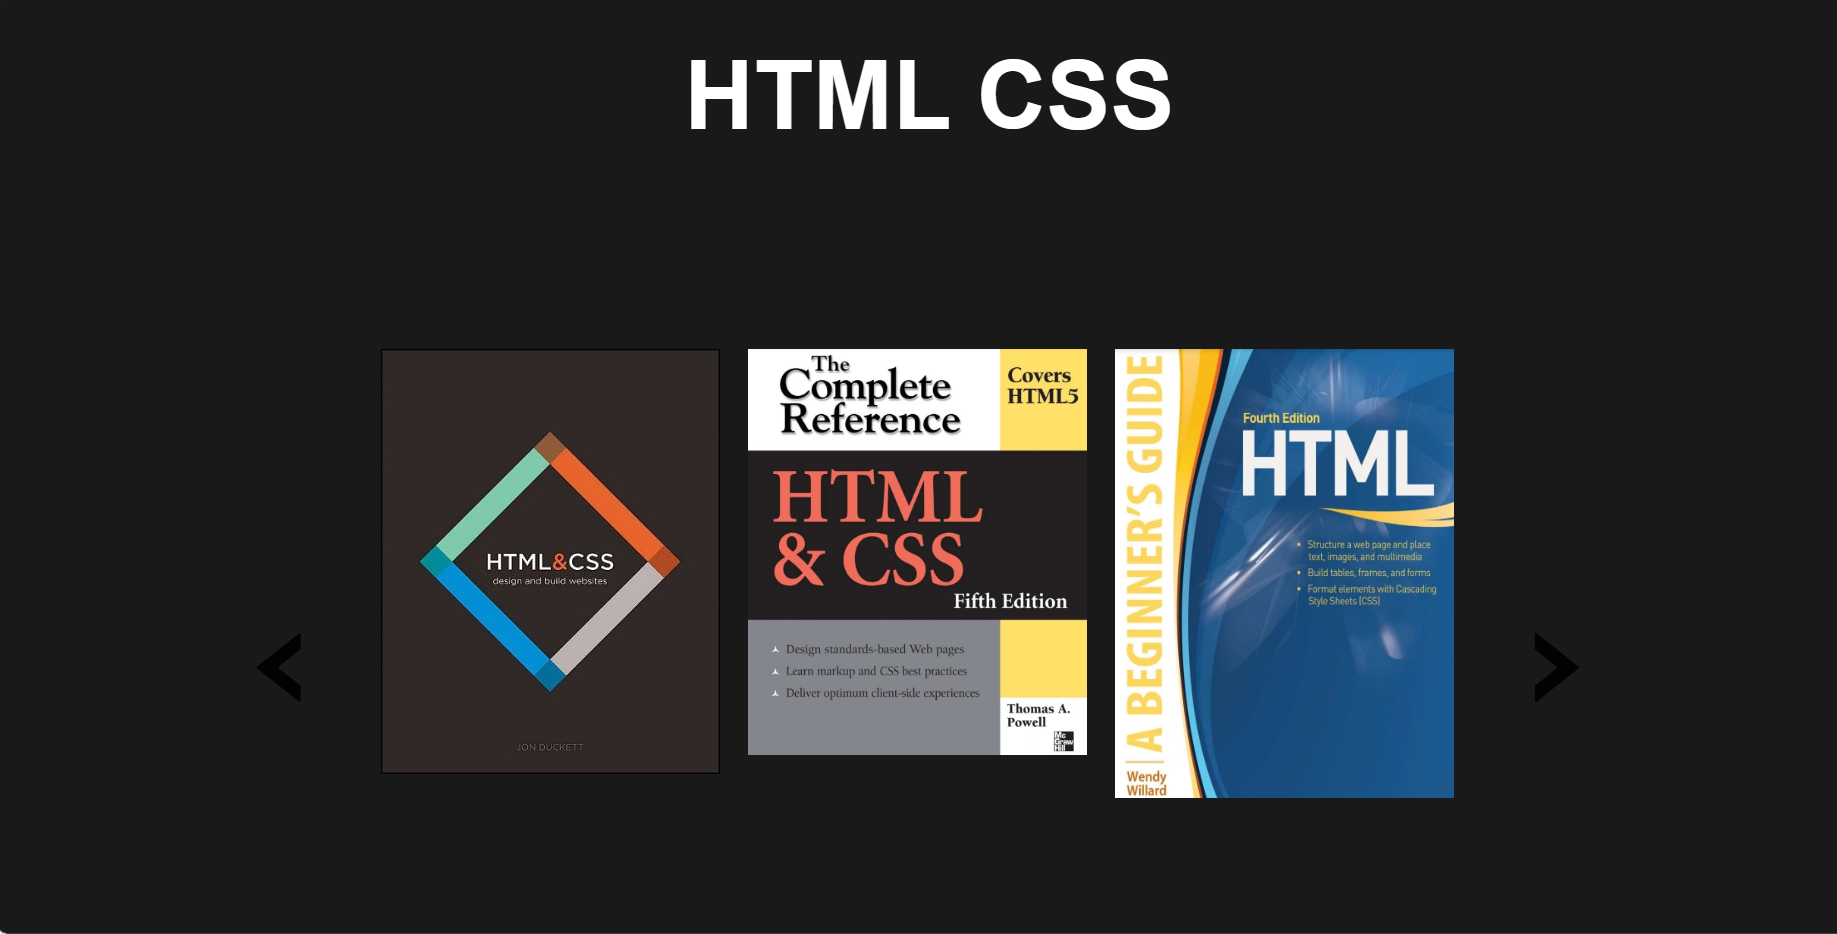 HTML CSS
HTML&CSS
design and build websites
JON DUCKETT
The
Complete
Reference
Covers
HTML5
HTML
& CSS
Fifth Edition
Design standards-based Web pages
Learn markup and CSS best practices
Deliver optimum client-side experiences
Thomas A.
Powell
Mc
Graw
Hill
A BEGINNER'S GUIDE
Wendy
Willard
Fourth Edition
HTML
• Structure a web page and place
text, images, and multimedia
• Build tables, frames, and forms
• Format elements with Cascading
Style Sheets (CSS)